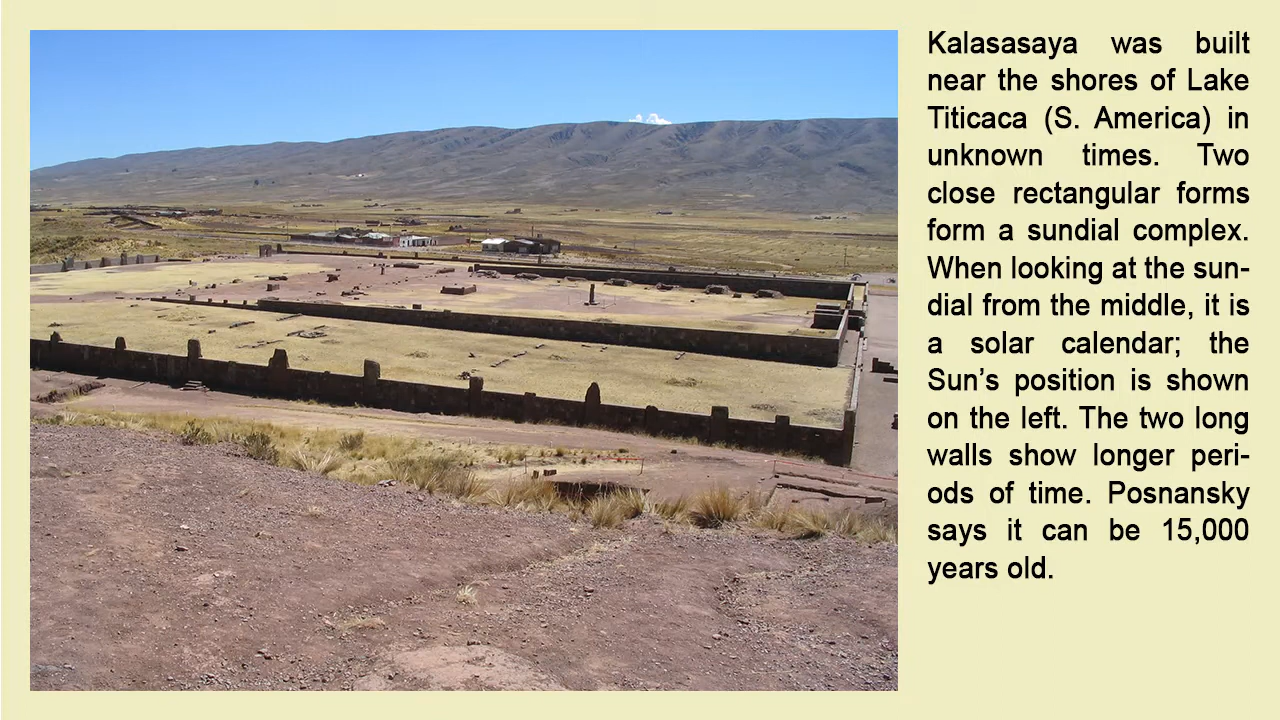 Kalasasaya was built
near the shores of Lake
Titicaca (S. America) in
unknown times. Two
close rectangular forms
form a sundial complex.
When looking at the sun-
dial from the middle, it is
a solar calendar; the
Sun's position is shown
on the left. The two long
walls show longer peri-
ods of time. Posnansky
says it can be 15,000
years old.